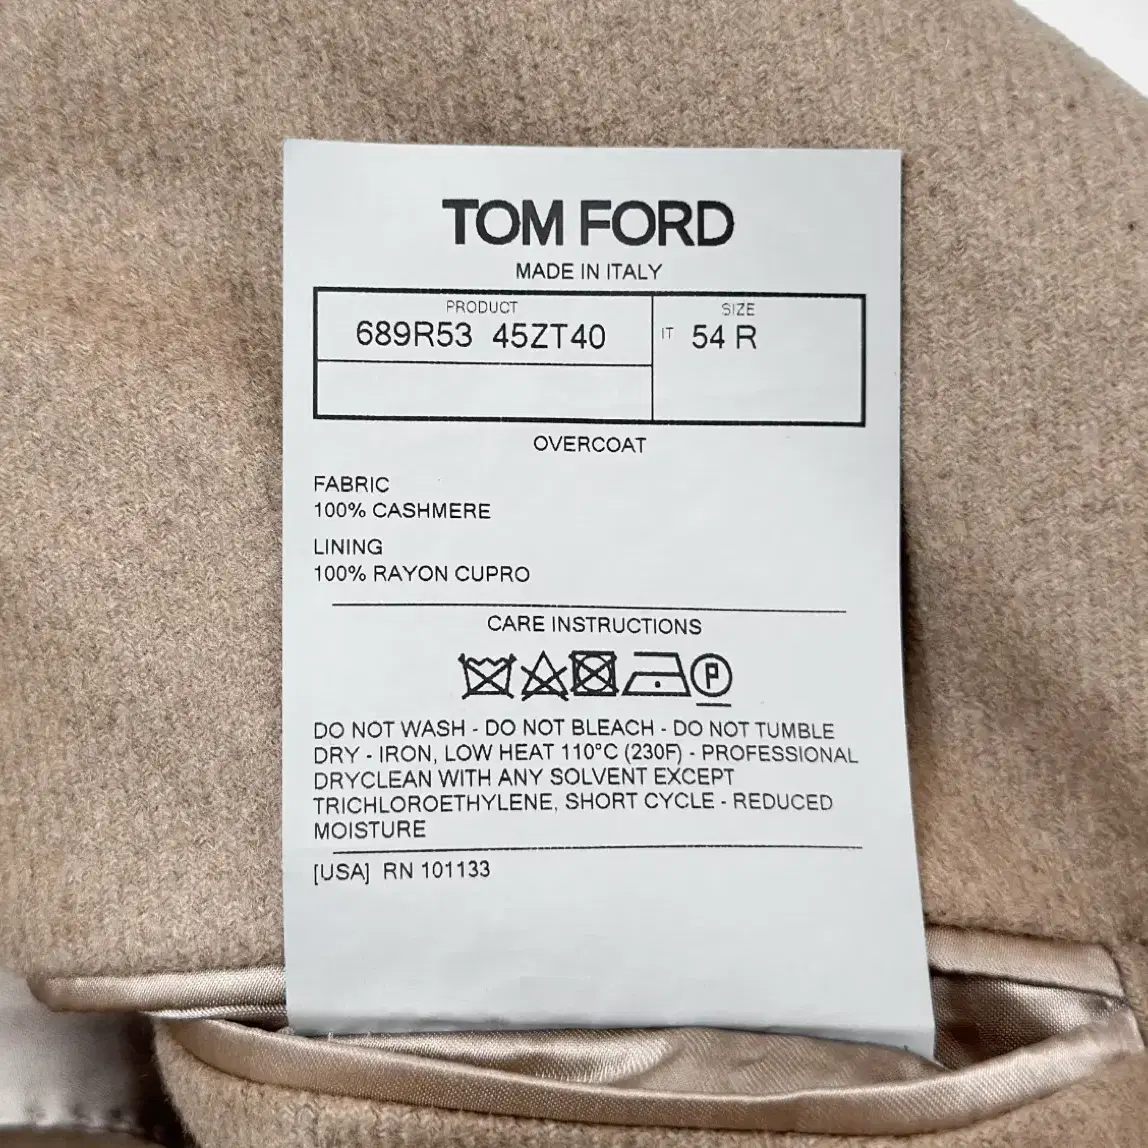 TOM FORD
MADE IN ITALY
PRODUCT
689R53 45ZT40
SIZE
IT 54 R
OVERCOAT
FABRIC
100% CASHMERE
LINING
100% RAYON CUPRO
CARE INSTRUCTIONS
P
DO NOT WASH - DO NOT BLEACH - DO NOT TUMBLE
DRY - IRON, LOW HEAT 110°C (230F) - PROFESSIONAL
DRYCLEAN WITH ANY SOLVENT EXCEPT
TRICHLOROETHYLENE, SHORT CYCLE - REDUCED
MOISTURE
[USA] RN 101133